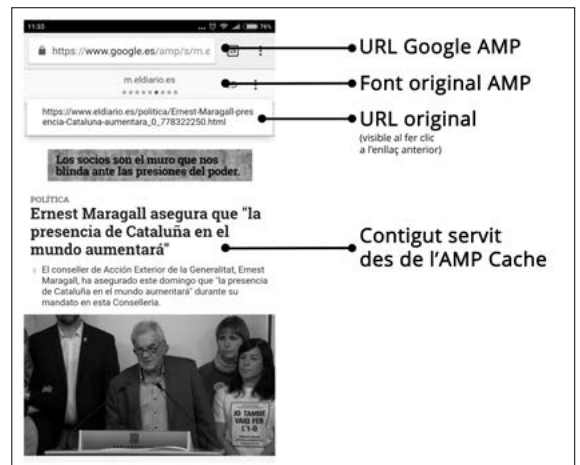 11:53
76%
https://www.google.es/amp/s/m.e
URL Google AMP
m.eldiario.es
Font original AMP
https://www.eldiario.es/politica/Ernest-Maragall-pres
encia-Cataluna-aumentara_0_778322250.html
URL original
(visible al fer clic
a l'enllaç anterior)
Los socios son el muro que nos
blinda ante las presiones del poder.
POLÍTICA
Ernest Maragall asegura que "la
presencia de Cataluña en el
mundo aumentará"
Contigut servit
des de l'AMP Cache
El conseller de Acción Exterior de la Generalitat, Ernest
Maragall, ha asegurado este domingo que "la presencia
de Cataluña en el mundo aumentará" durante su
mandato en esta Conselleria.
JO TAMBÉ
VAIG FER
L'1-O